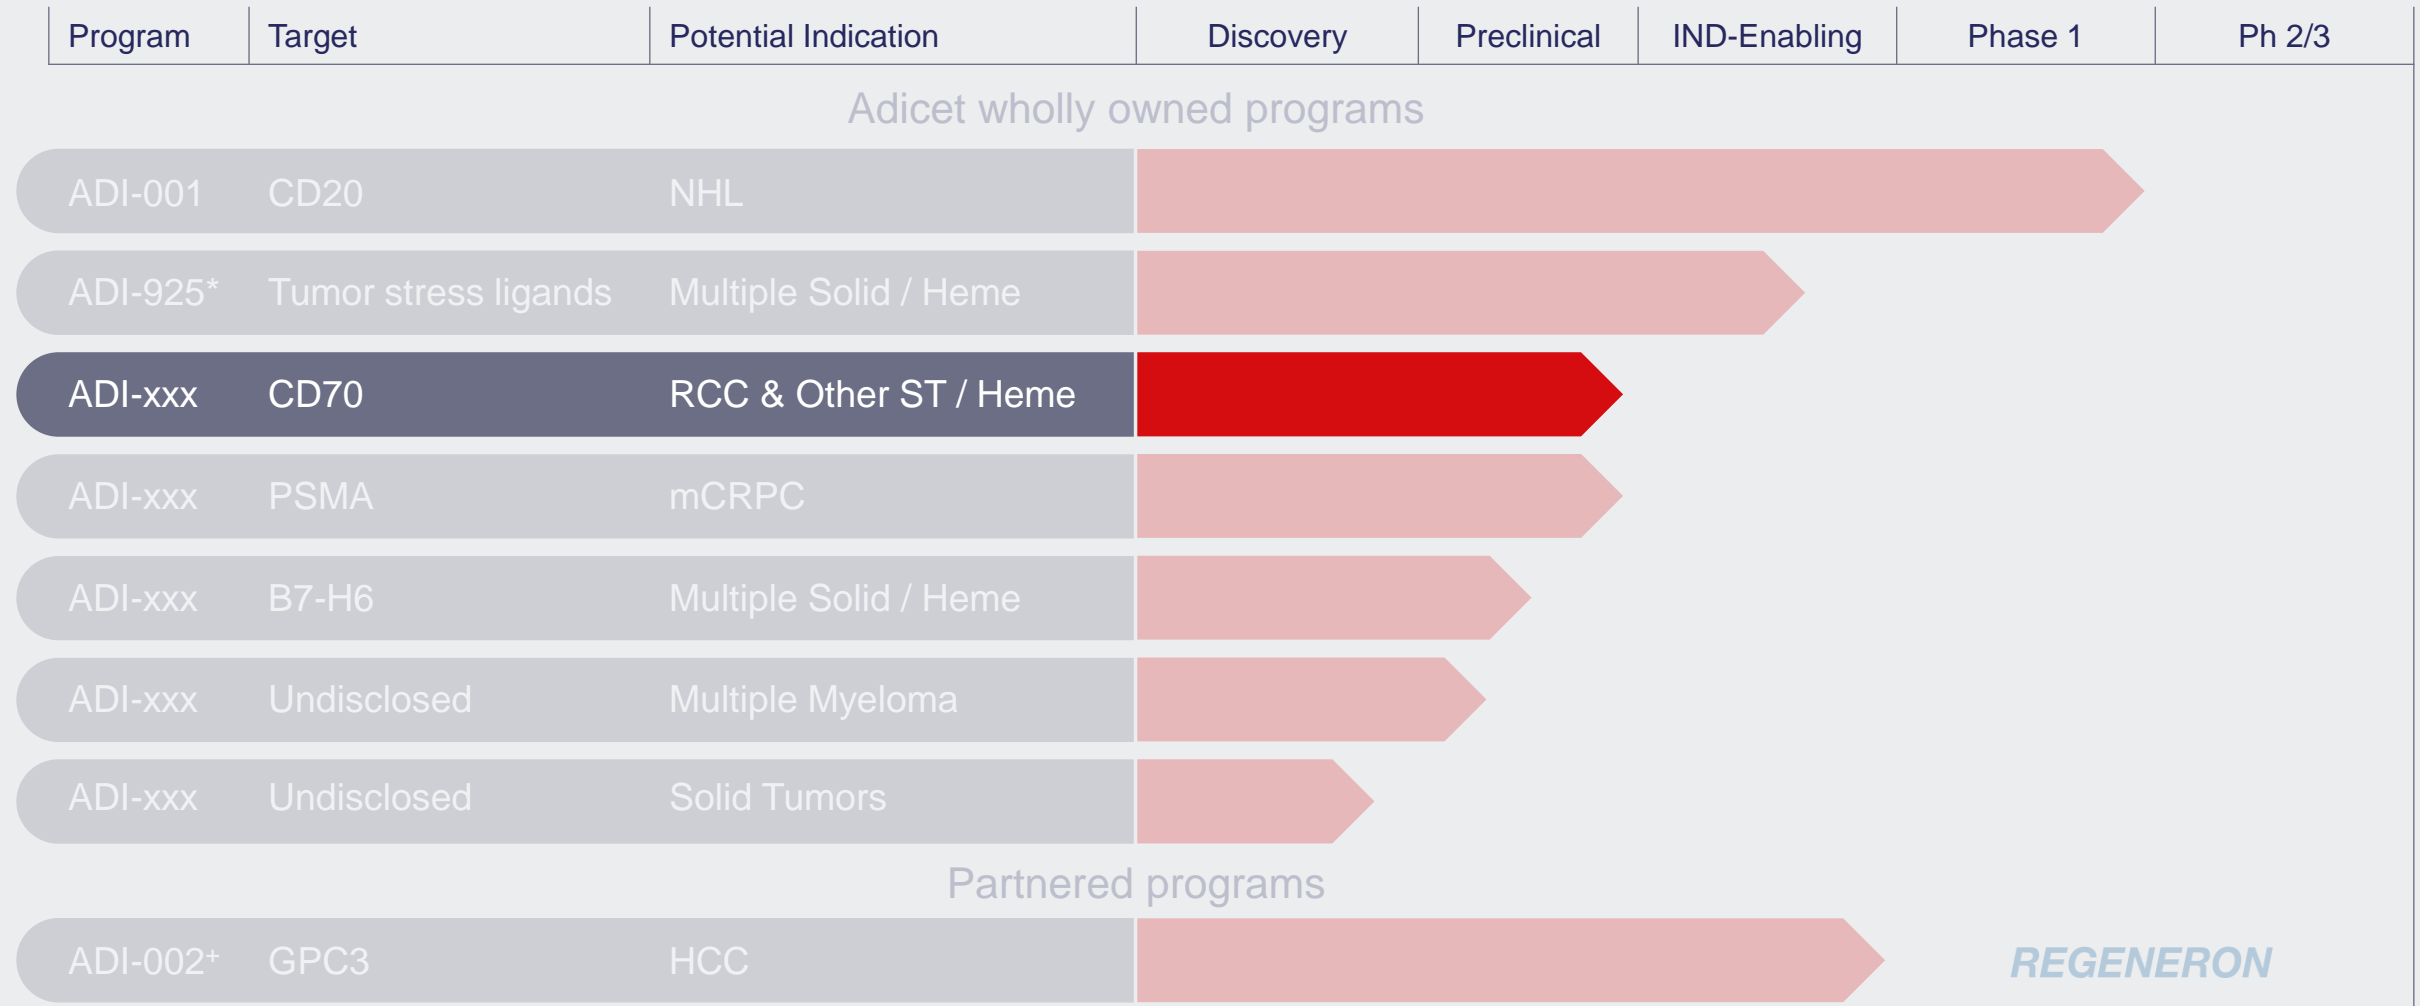 Program Target Potential Indication Discovery Preclinical IND-Enabling Phase 1 Ph 2/3
Adicet wholly owned programs
ADI-001 CD20 NHL
ADI-925* Tumor stress ligands Multiple Solid / Heme
ADI-xxx CD70 RCC & Other ST / Heme
ADI-xxx PSMA mCRPC
ADI-xxx B7-H6 Multiple Solid / Heme
ADI-xxx Undisclosed Multiple Myeloma
ADI-xxx Undisclosed Solid Tumors
Partnered programs
ADI-002+ GPC3 HCC REGENERON